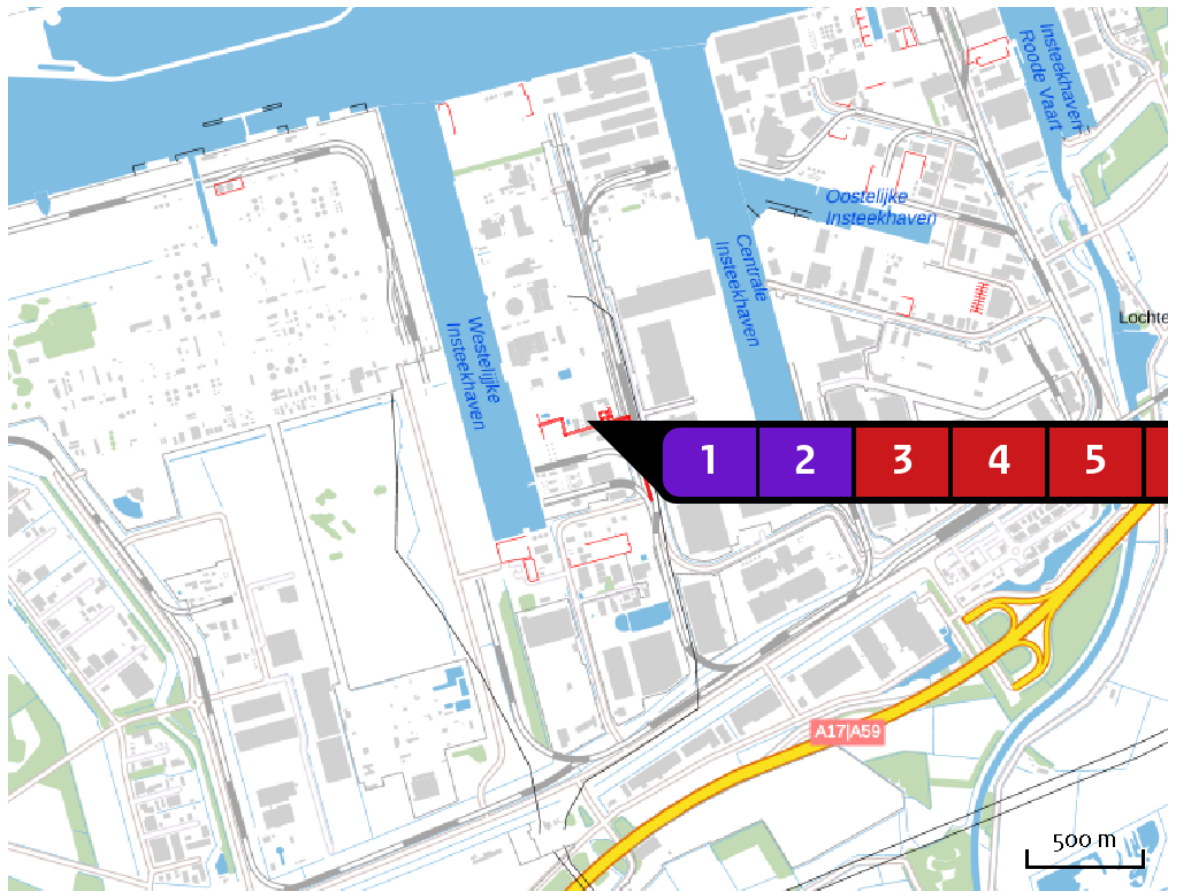 Insteekhaven
Roode Vaart
Oostelijke
Insteekhaven
Centrale
Insteekhaven
Westelijke
Insteekhaven
Lochte
1 2 3 4 5
A17|A59
500 m